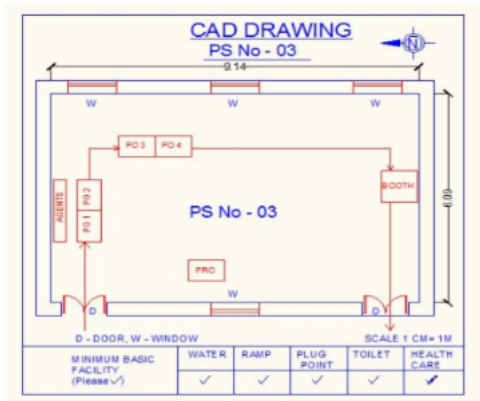 CAD DRAWING
PS No - 03
N
9.14
W W W
PO 3 PO 4
AGENTS
PO 2
PO 1
BOOTH
6.09
PS No - 03
PRO
W
D D
D - DOOR, W - WINDOW SCALE 1 CM= 1M
MINIMUM BASIC
FACILITY
(Please ✓)
WATER RAMP PLUG
POINT TOILET HEALTH
CARE
✓ ✓ ✓ ✓ ✓